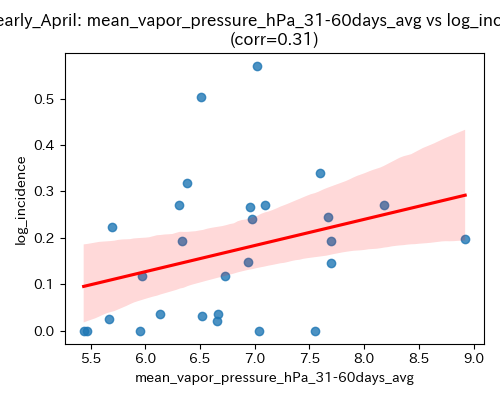 early_April: mean_vapor_pressure_hPa_31-60days_avg vs log_inc
(corr=0.31)
log_incidence
0.5
0.4
0.3
0.2
0.1
0.0
5.5 6.0 6.5 7.0 7.5 8.0 8.5 9.0
mean_vapor_pressure_hPa_31-60days_avg